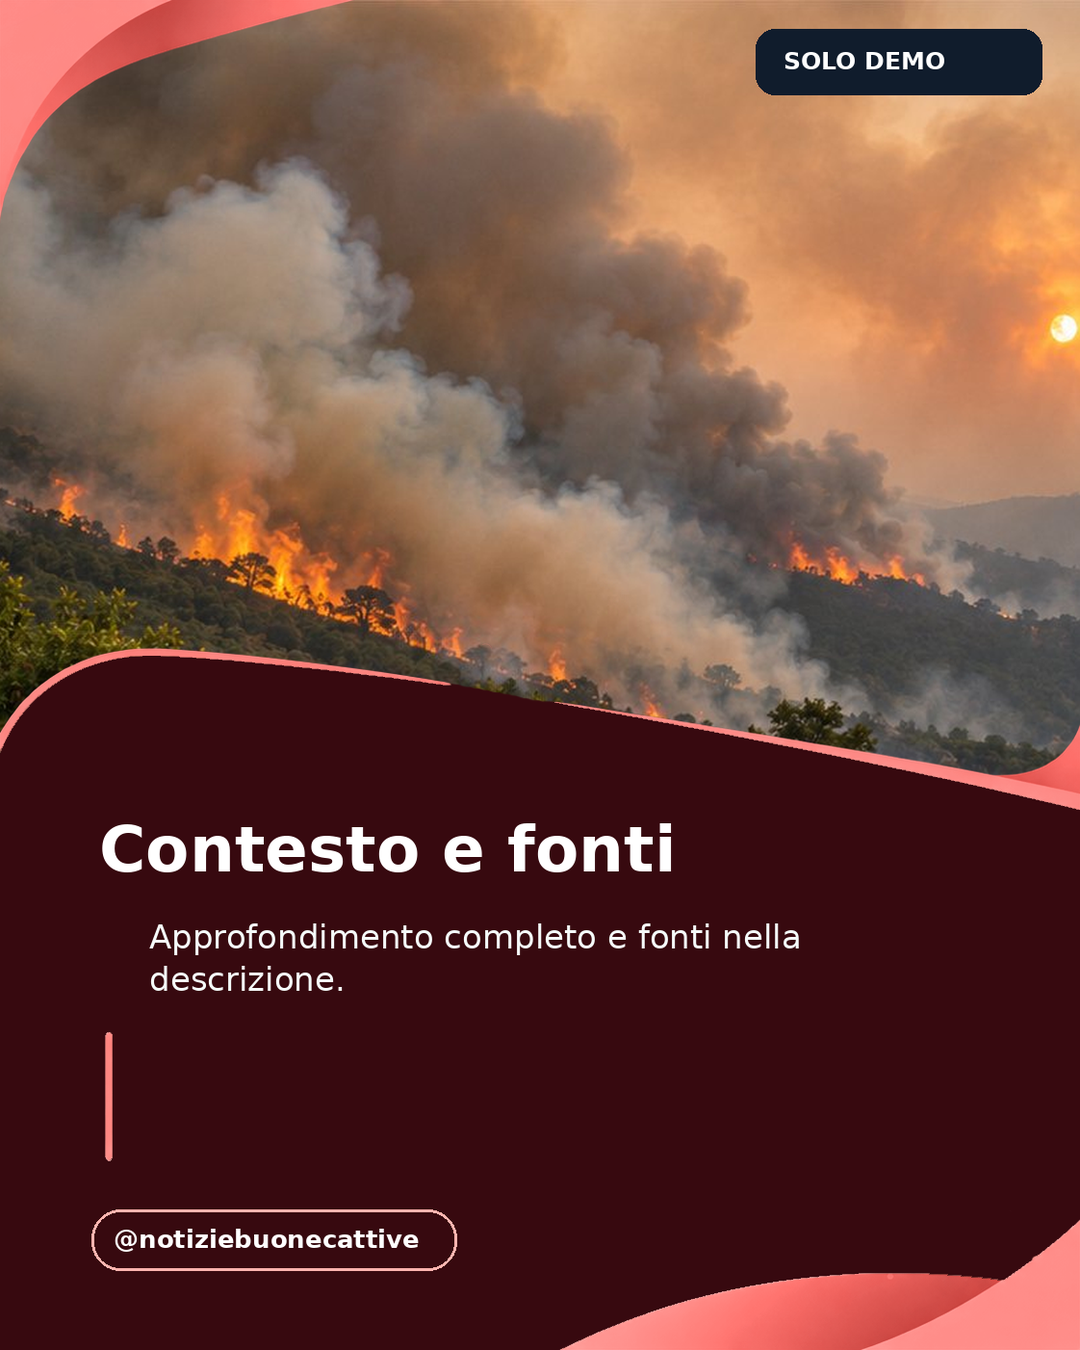 SOLO DEMO
Contesto e fonti
Approfondimento completo e fonti nella
descrizione.
@notiziebuonecattive